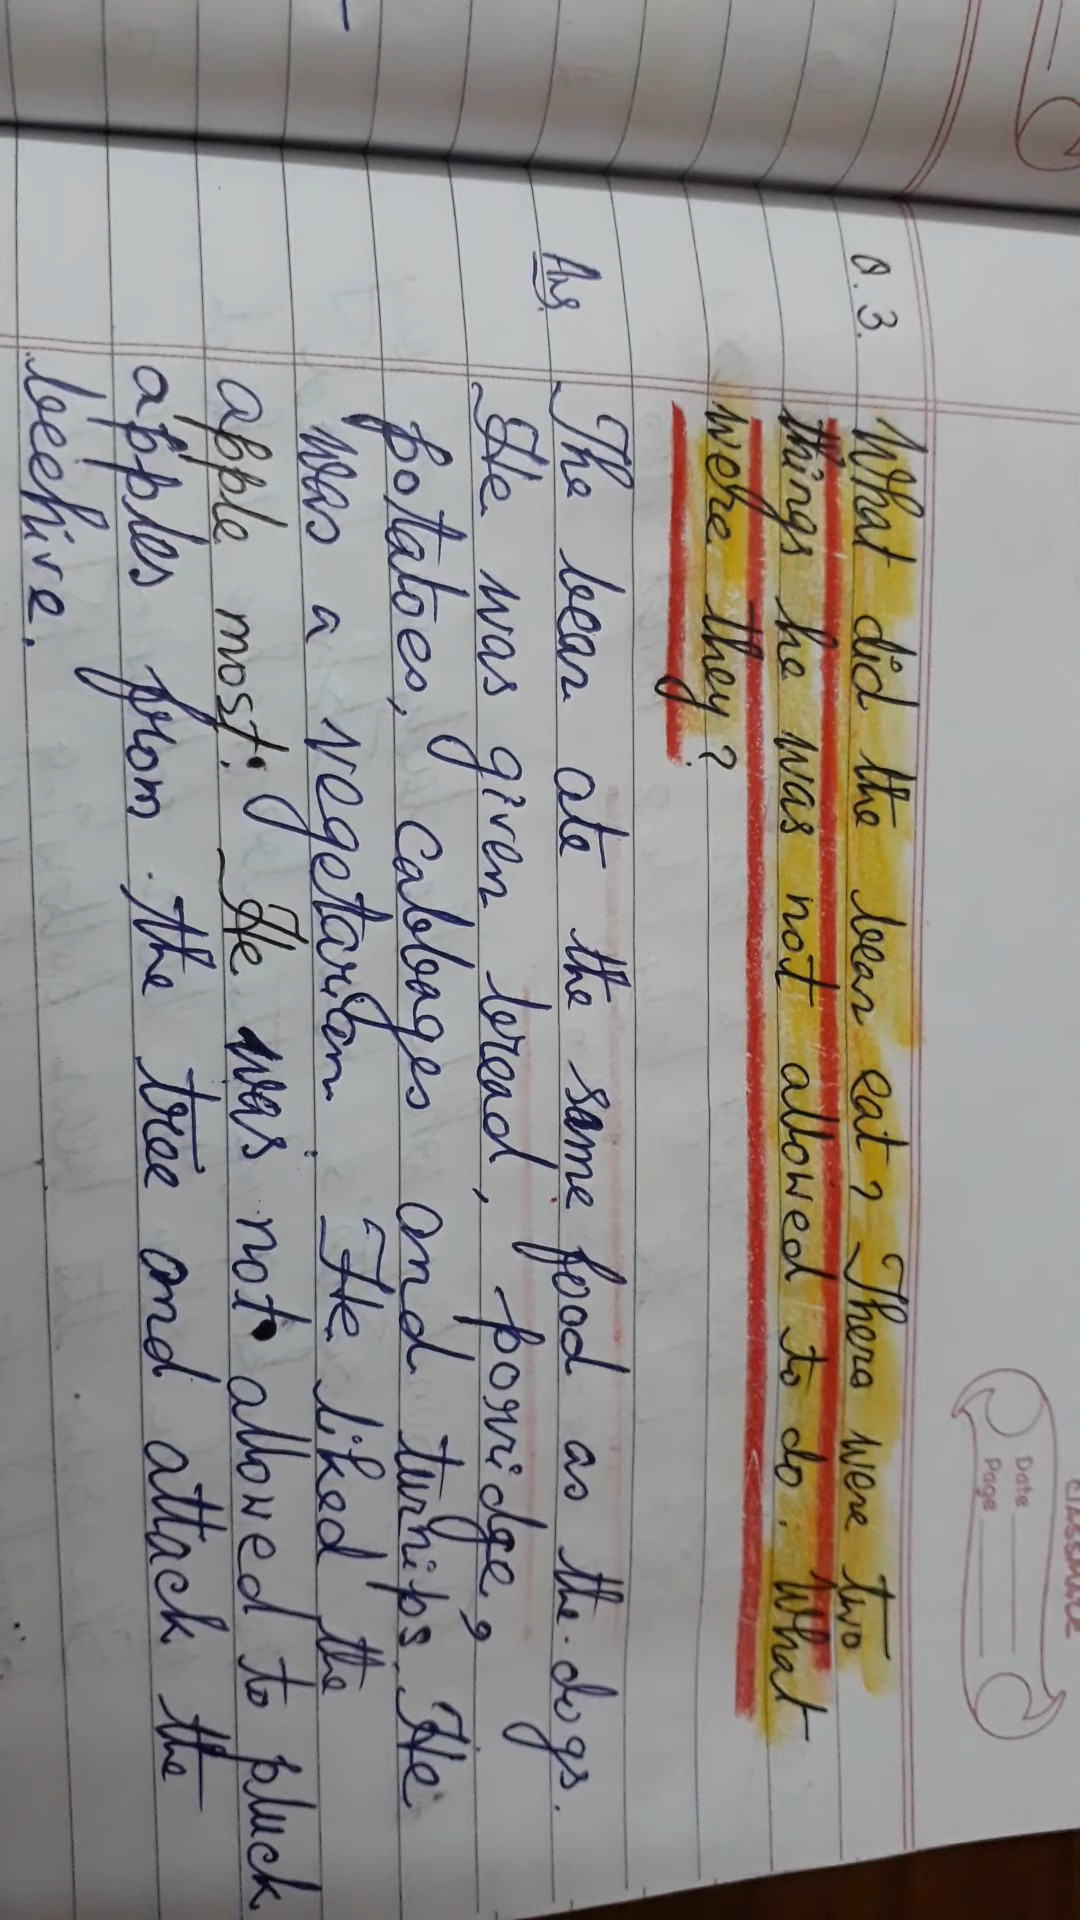 classmate
Date
Page
Q.3. What did the bear eat? There were two
things he was not allowed to do. What
were they?
Ans The bear ate the same food as the dogs.
He was given bread, porridge,
potatoes, cabbages and turnips. He
was a vegetarian. He liked the
apple most. He was not allowed to pluck
apples from the tree and attack the
beehive.